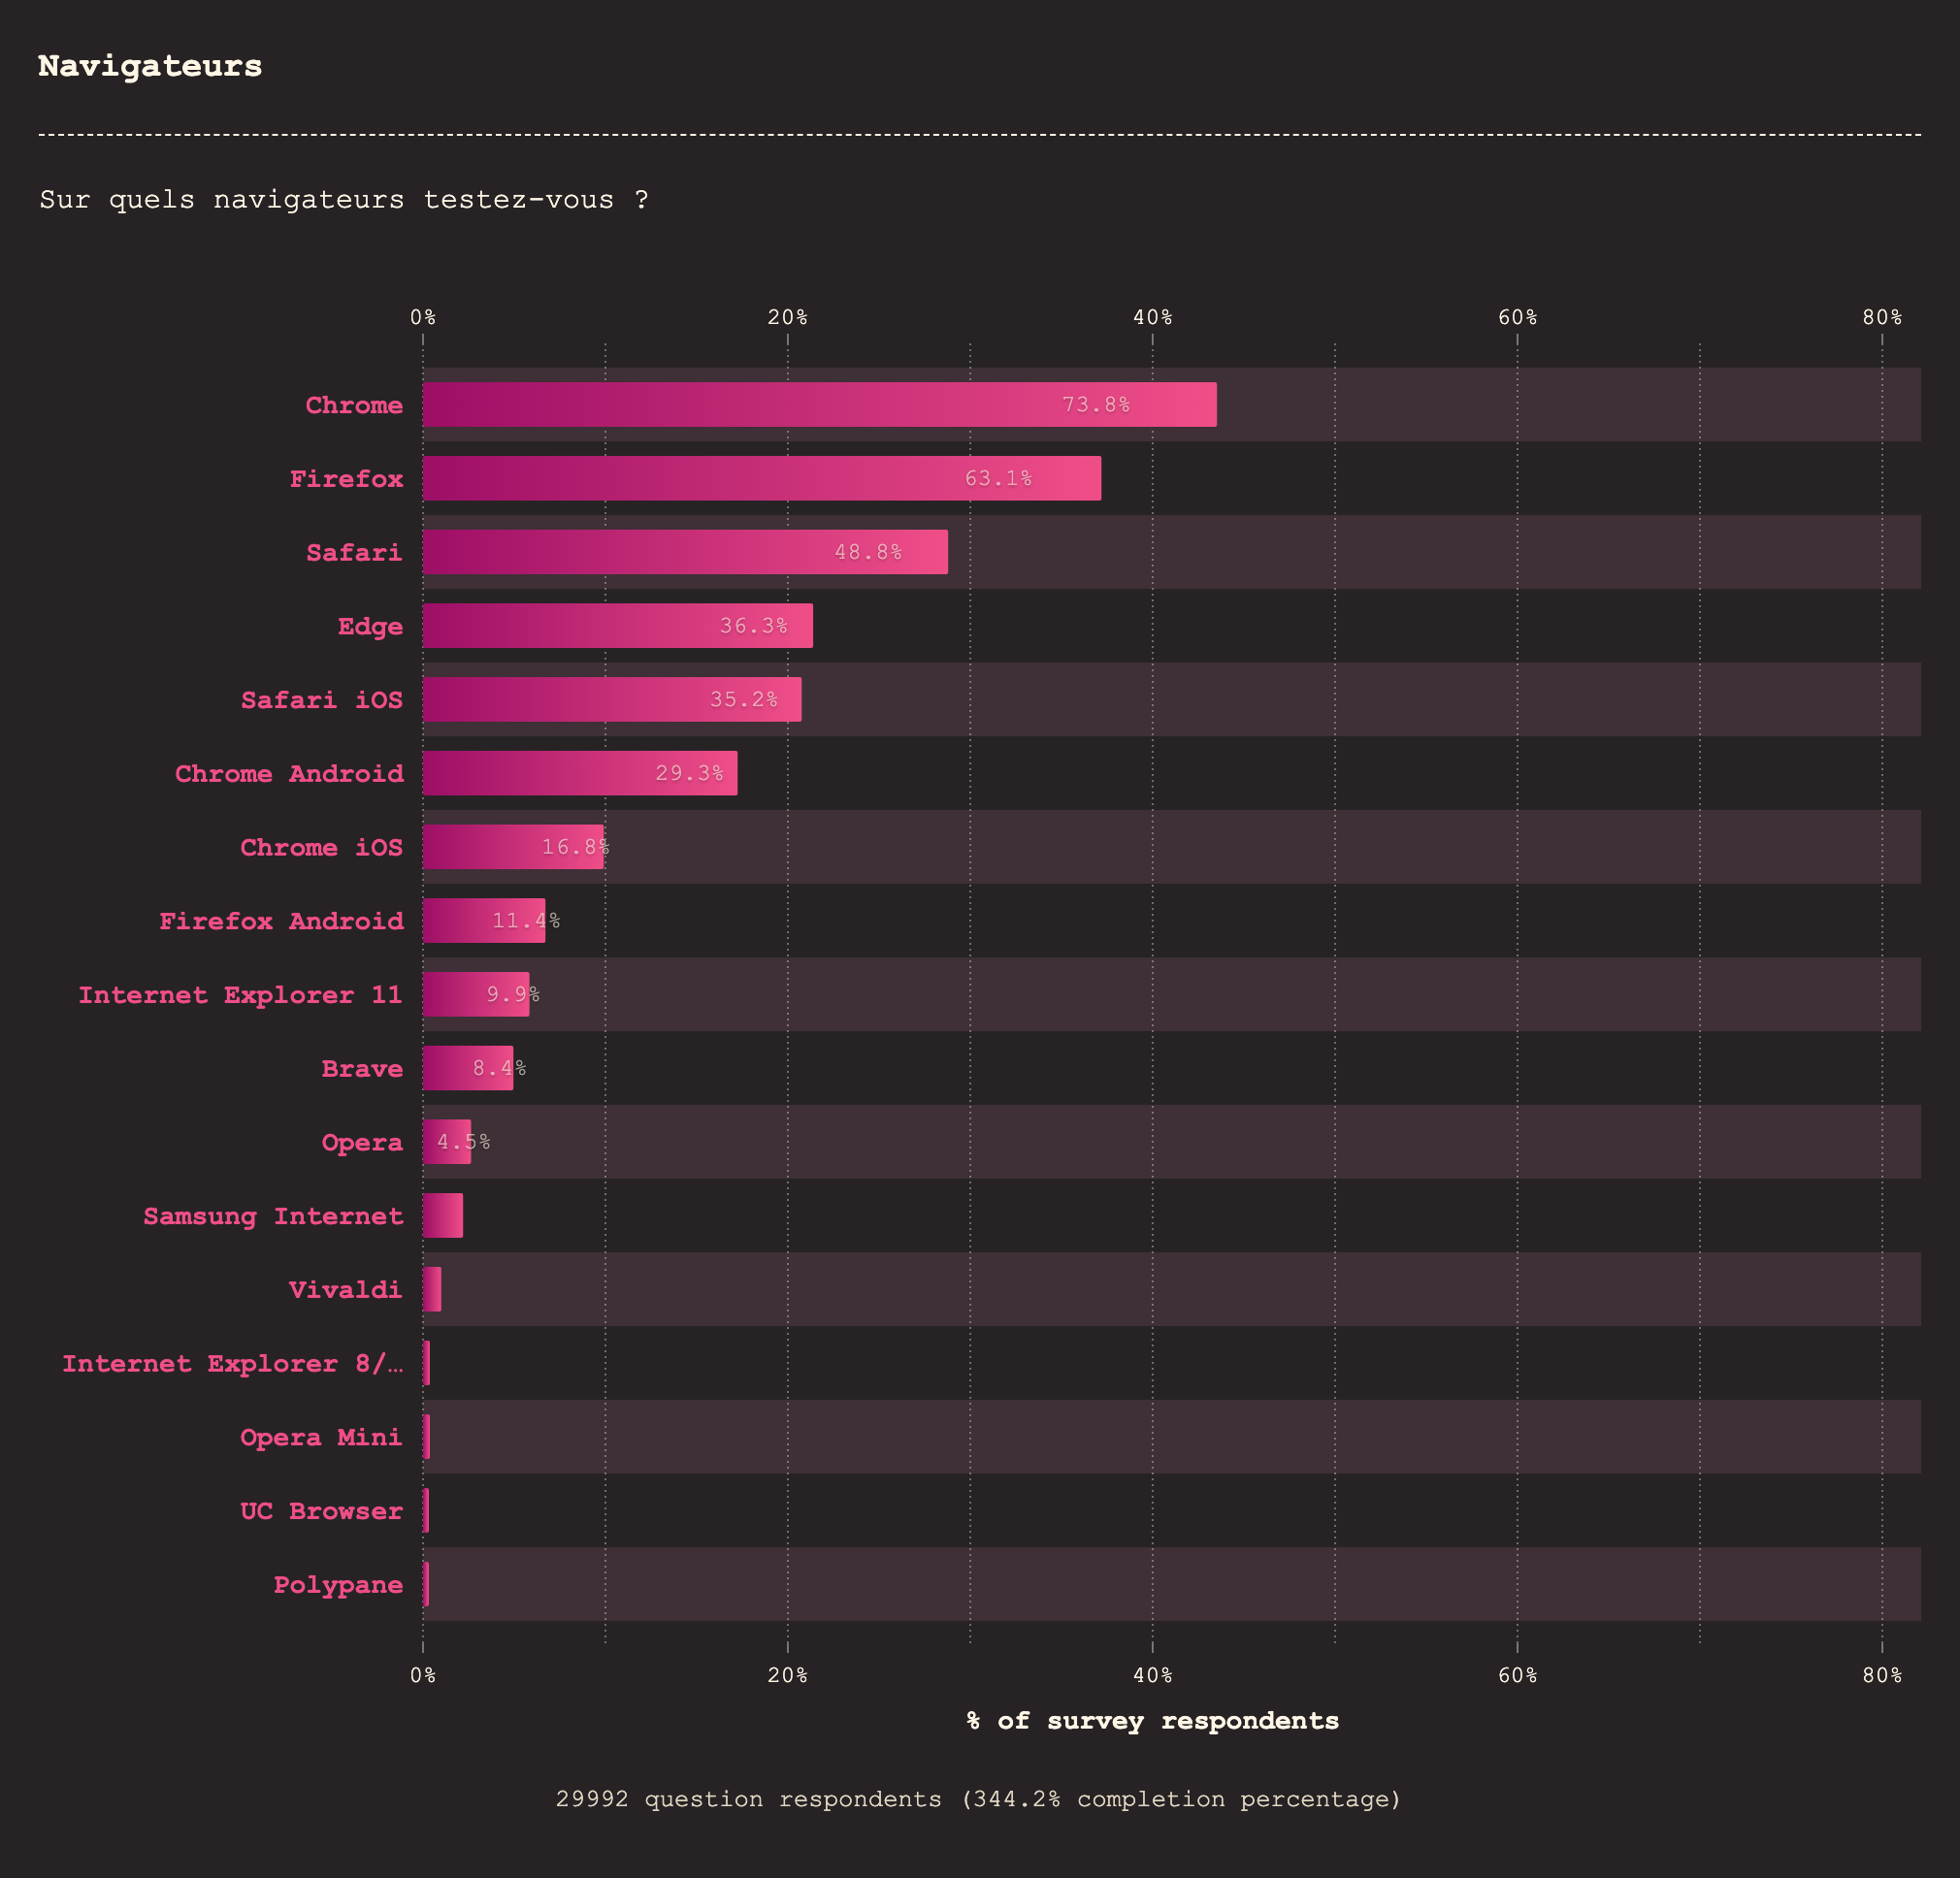 Navigateurs
Sur quels navigateurs testez-vous ?
0% 20% 40% 60% 80%
Chrome 73.8%
Firefox 63.1%
Safari 48.8%
Edge 36.3%
Safari iOS 35.2%
Chrome Android 29.3%
Chrome iOS 16.8%
Firefox Android 11.4%
Internet Explorer 11 9.9%
Brave 8.4%
Opera 4.5%
Samsung Internet
Vivaldi
Internet Explorer 8/…
Opera Mini
UC Browser
Polypane
0% 20% 40% 60% 80%
% of survey respondents
29992 question respondents (344.2% completion percentage)